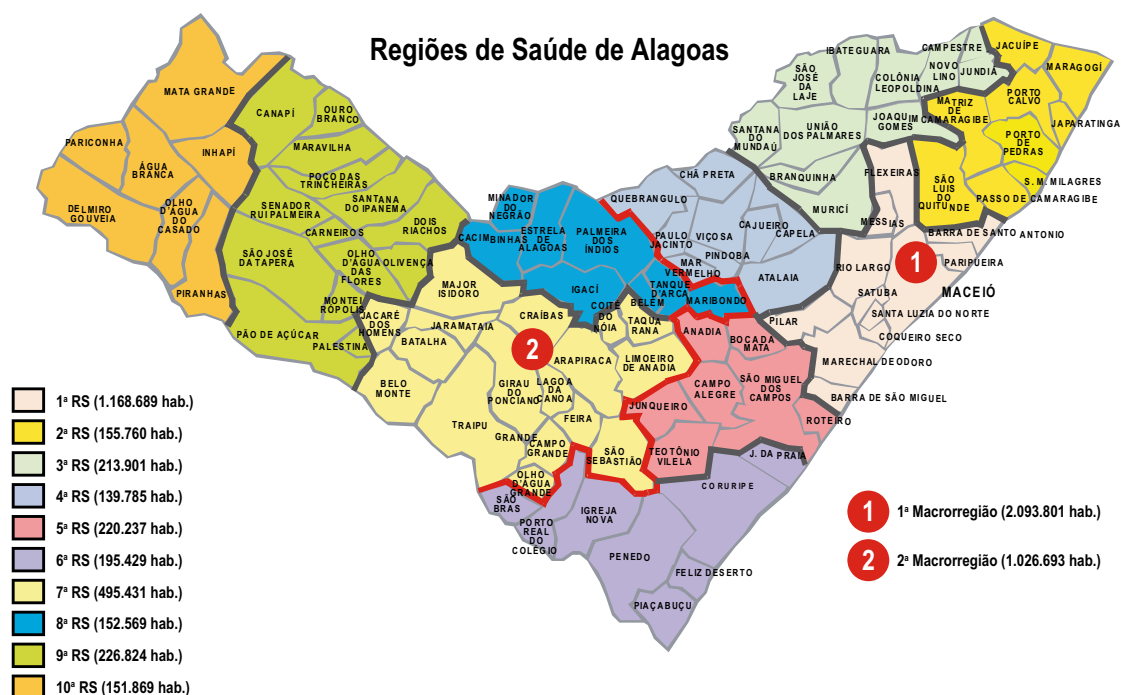 Regiões de Saúde de Alagoas
MATA GRANDE
PARICONHA
ÁGUA
BRANCA
INHAPÍ
DELMIRO
GOUVEIA
OLHO
D'ÁGUA
DO
CASADO
PIRANHAS
CANAPÍ
OURO
BRANCO
MARAVILHA
POÇO DAS
TRINCHEIRAS
SENADOR
RUI PALMEIRA
SANTANA
DO IPANEMA
CARNEIROS
DOIS
RIACHOS
SÃO JOSÉ
DA TAPERA
OLHO
D'ÁGUA
DAS
FLORES
OLIVENÇA
MONTEI
RÓPOLIS
PÃO DE AÇÚCAR
PALESTINA
MINADOR
DO
NEGRÃO
CACIM
BINHAS
ESTRELA
DE
ALAGOAS
PALMEIRA
DOS
ÍNDIOS
IGACÍ
BELÉM
TANQUE
D'ARCA
MARIBONDO
MAJOR
ISIDORO
JACARÉ
DOS
HOMENS
JARAMATAIA
BATALHA
BELO
MONTE
CRAÍBAS
COITÉ
DO
NÓIA
TAQUA
RANA
2
ARAPIRACA
LIMOEIRO
DE ANADIA
GIRAU
DO
PONCIANO
LAGOA
DA
CANOA
TRAIPU
FEIRA
GRANDE
CAMPO
GRANDE
SÃO
SEBASTIÃO
OLHO
D'ÁGUA
GRANDE
QUEBRANGULO
CHÃ PRETA
PAULO
JACINTO
VIÇOSA
CAJUEIRO
CAPELA
PINDOBA
MAR
VERMELHO
ATALAIA
IBATEGUARA
CAMPESTRE
SÃO
JOSÉ
DA
LAJE
COLÔNIA
LEOPOLDINA
NOVO
LINO
JUNDIÁ
SANTANA
DO
MUNDAÚ
UNIÃO
DOS PALMARES
JOAQUIM
GOMES
BRANQUINHA
MURICÍ
JACUÍPE
MARAGOGÍ
PORTO
CALVO
MATRIZ
DE
CAMARAGIBE
JAPARATINGA
PORTO
DE
PEDRAS
S. M. MILAGRES
SÃO
LUIS
DO
QUITUNDE
PASSO DE CAMARAGIBE
FLEXEIRAS
MESSIAS
BARRA DE SANTO ANTONIO
1
RIO LARGO
PARIPUEIRA
SATUBA
MACEIÓ
SANTA LUZIA DO NORTE
PILAR
COQUEIRO SECO
MARECHAL DEODORO
BARRA DE SÃO MIGUEL
ANADIA
BOCA DA
MATA
CAMPO
ALEGRE
SÃO MIGUEL
DOS
CAMPOS
JUNQUEIRO
ROTEIRO
TEOTÔNIO
VILELA
J. DA PRAIA
CORURIPE
SÃO
BRAS
PORTO
REAL
DO
COLÉGIO
IGREJA
NOVA
PENEDO
FELIZ DESERTO
PIAÇABUÇU
1ª RS (1.168.689 hab.)
2ª RS (155.760 hab.)
3ª RS (213.901 hab.)
4ª RS (139.785 hab.)
5ª RS (220.237 hab.)
6ª RS (195.429 hab.)
7ª RS (495.431 hab.)
8ª RS (152.569 hab.)
9ª RS (226.824 hab.)
10ª RS (151.869 hab.)
1 1ª Macrorregião (2.093.801 hab.)
2 2ª Macrorregião (1.026.693 hab.)